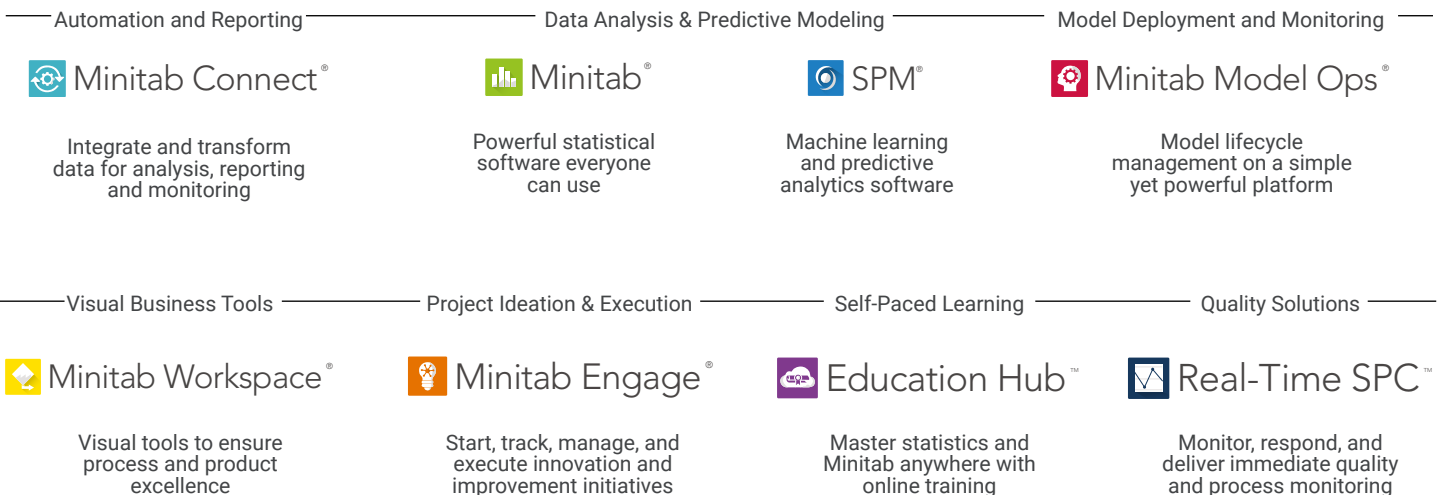 Automation and Reporting
Data Analysis & Predictive Modeling
Model Deployment and Monitoring
Minitab Connect®
Minitab®
SPM®
Minitab Model Ops®
Integrate and transform
data for analysis, reporting
and monitoring
Powerful statistical
software everyone
can use
Machine learning
and predictive
analytics software
Model lifecycle
management on a simple
yet powerful platform
Visual Business Tools
Project Ideation & Execution
Self-Paced Learning
Quality Solutions
Minitab Workspace®
Minitab Engage®
Education Hub™
Real-Time SPC™
Visual tools to ensure
process and product
excellence
Start, track, manage, and
execute innovation and
improvement initiatives
Master statistics and
Minitab anywhere with
online training
Monitor, respond, and
deliver immediate quality
and process monitoring